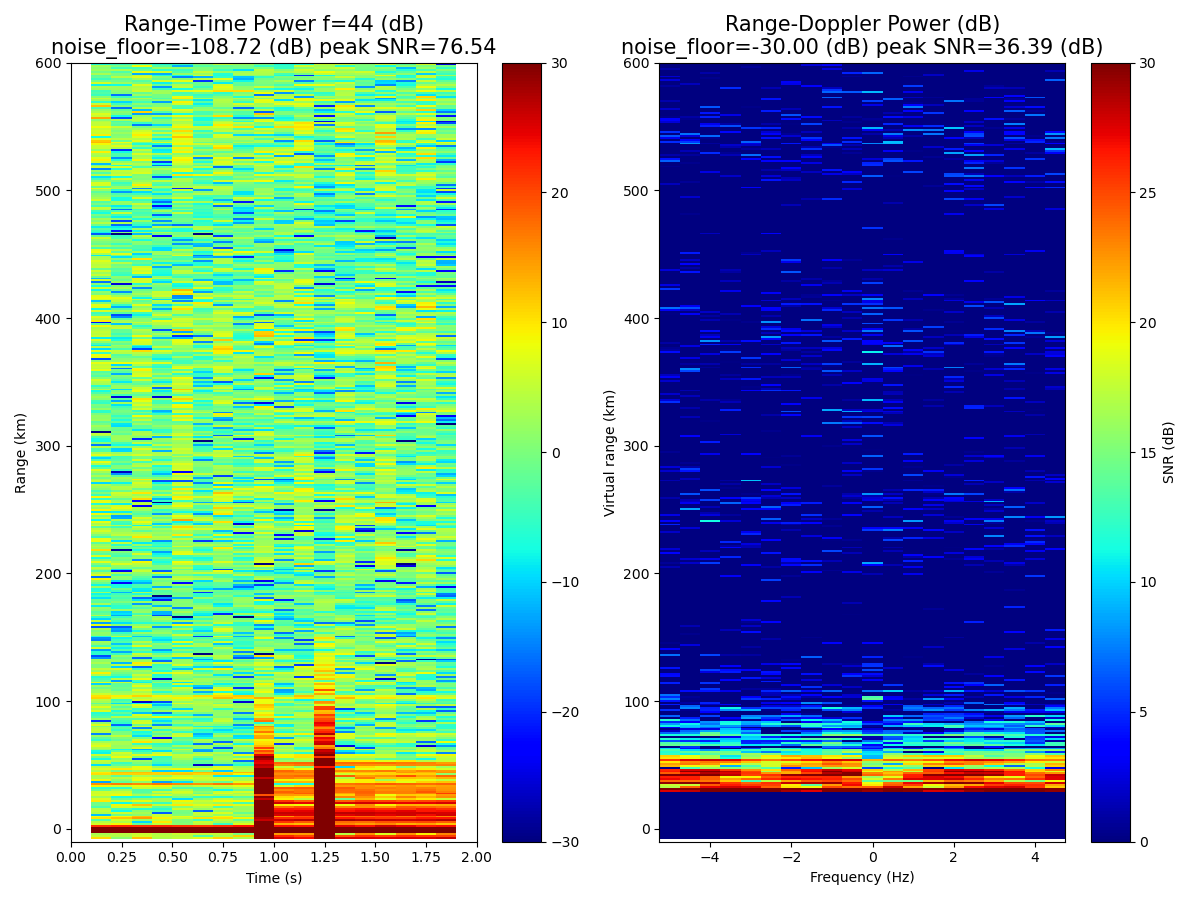 Range-Time Power f=44 (dB)
noise_floor=-108.72 (dB) peak SNR=76.54
600
500
400
300
200
100
0
Range (km)
0.00 0.25 0.50 0.75 1.00 1.25 1.50 1.75 2.00
Time (s)
30
20
10
0
−10
−20
−30
Range-Doppler Power (dB)
noise_floor=-30.00 (dB) peak SNR=36.39 (dB)
600
500
400
300
200
100
0
Virtual range (km)
−4 −2 0 2 4
Frequency (Hz)
30
25
20
15
10
5
0
SNR (dB)